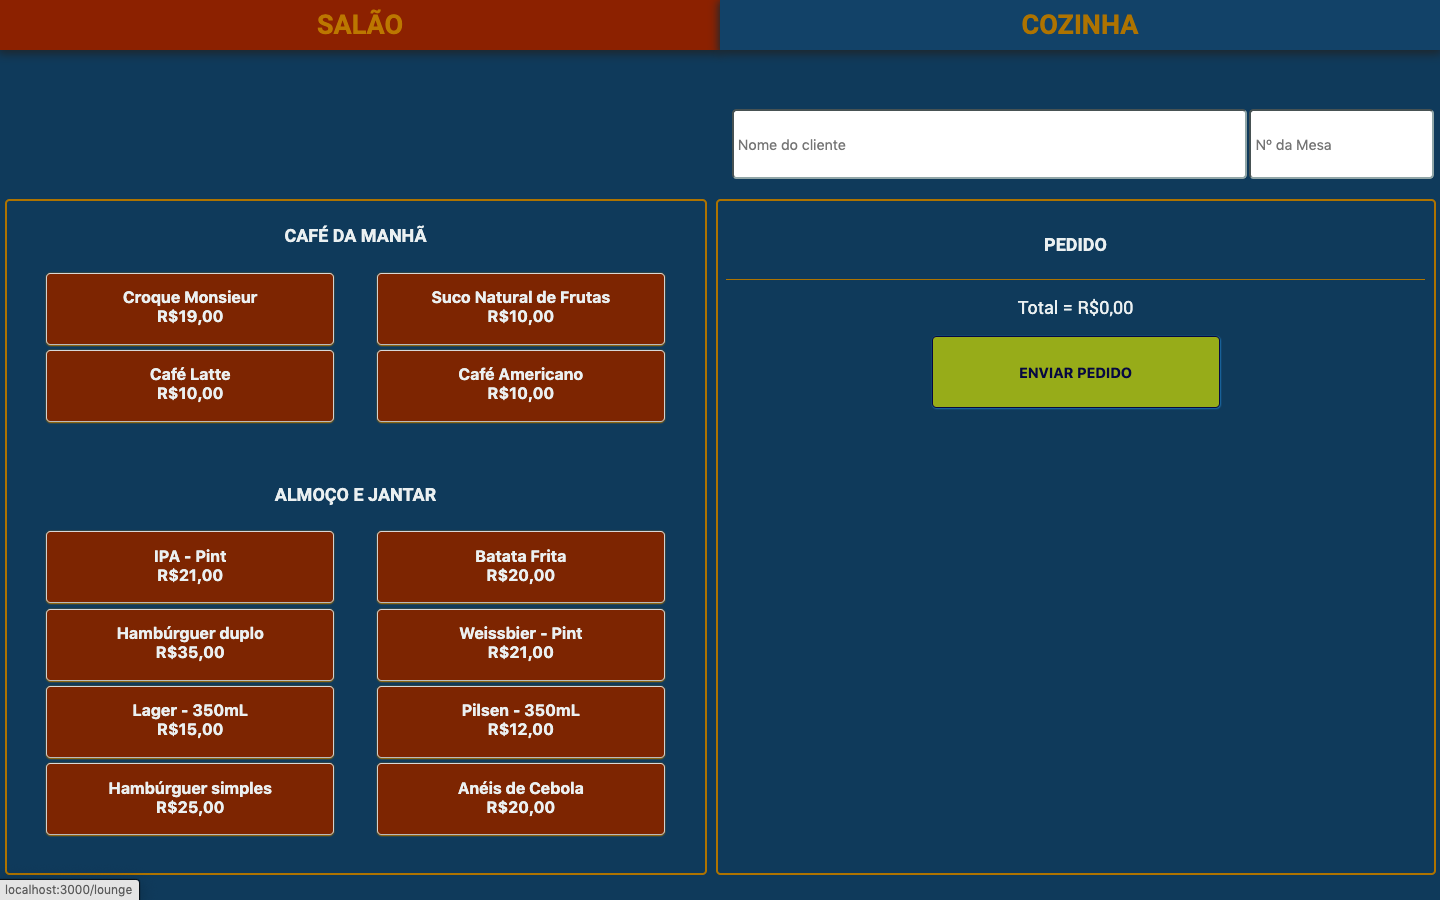 SALÃO
COZINHA
Nome do cliente
Nº da Mesa
CAFÉ DA MANHÃ
Croque Monsieur
R$19,00
Suco Natural de Frutas
R$10,00
Café Latte
R$10,00
Café Americano
R$10,00
ALMOÇO E JANTAR
IPA - Pint
R$21,00
Batata Frita
R$20,00
Hambúrguer duplo
R$35,00
Weissbier - Pint
R$21,00
Lager - 350mL
R$15,00
Pilsen - 350mL
R$12,00
Hambúrguer simples
R$25,00
Anéis de Cebola
R$20,00
PEDIDO
Total = R$0,00
ENVIAR PEDIDO
localhost:3000/lounge